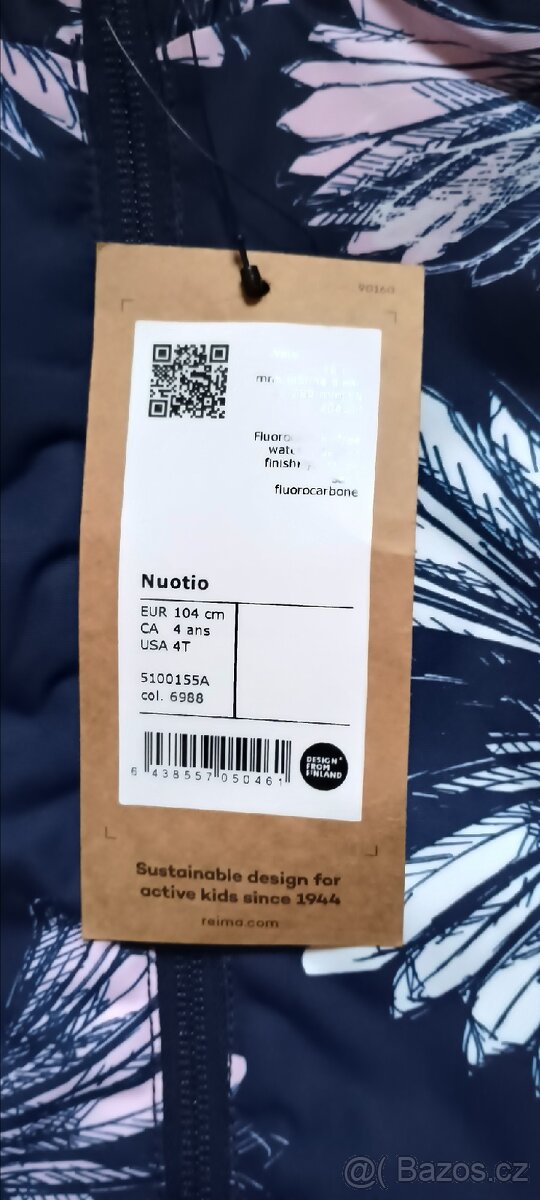 90160
fluorocarbone
Nuotio
EUR 104 cm
CA 4 ans
USA 4T
5100155A
col. 6988
6 438557 050461
DESIGN
FROM
FINLAND
Sustainable design for
active kids since 1944
reima.com
@( Bazos.cz